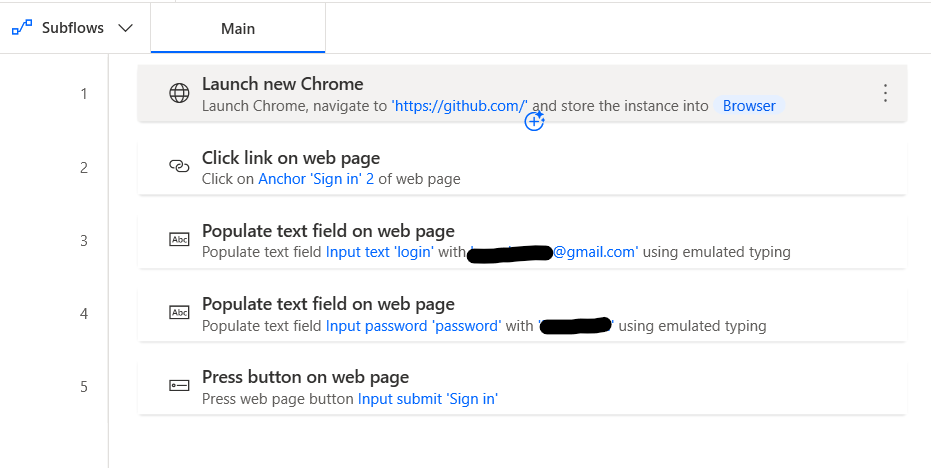 Subflows
Main
1
Launch new Chrome
Launch Chrome, navigate to 'https://github.com/' and store the instance into Browser
2
Click link on web page
Click on Anchor 'Sign in' 2 of web page
3
Populate text field on web page
Populate text field Input text 'login' with @gmail.com' using emulated typing
Abc
4
Populate text field on web page
Populate text field Input password 'password' with ' ' using emulated typing
Abc
5
Press button on web page
Press web page button Input submit 'Sign in'